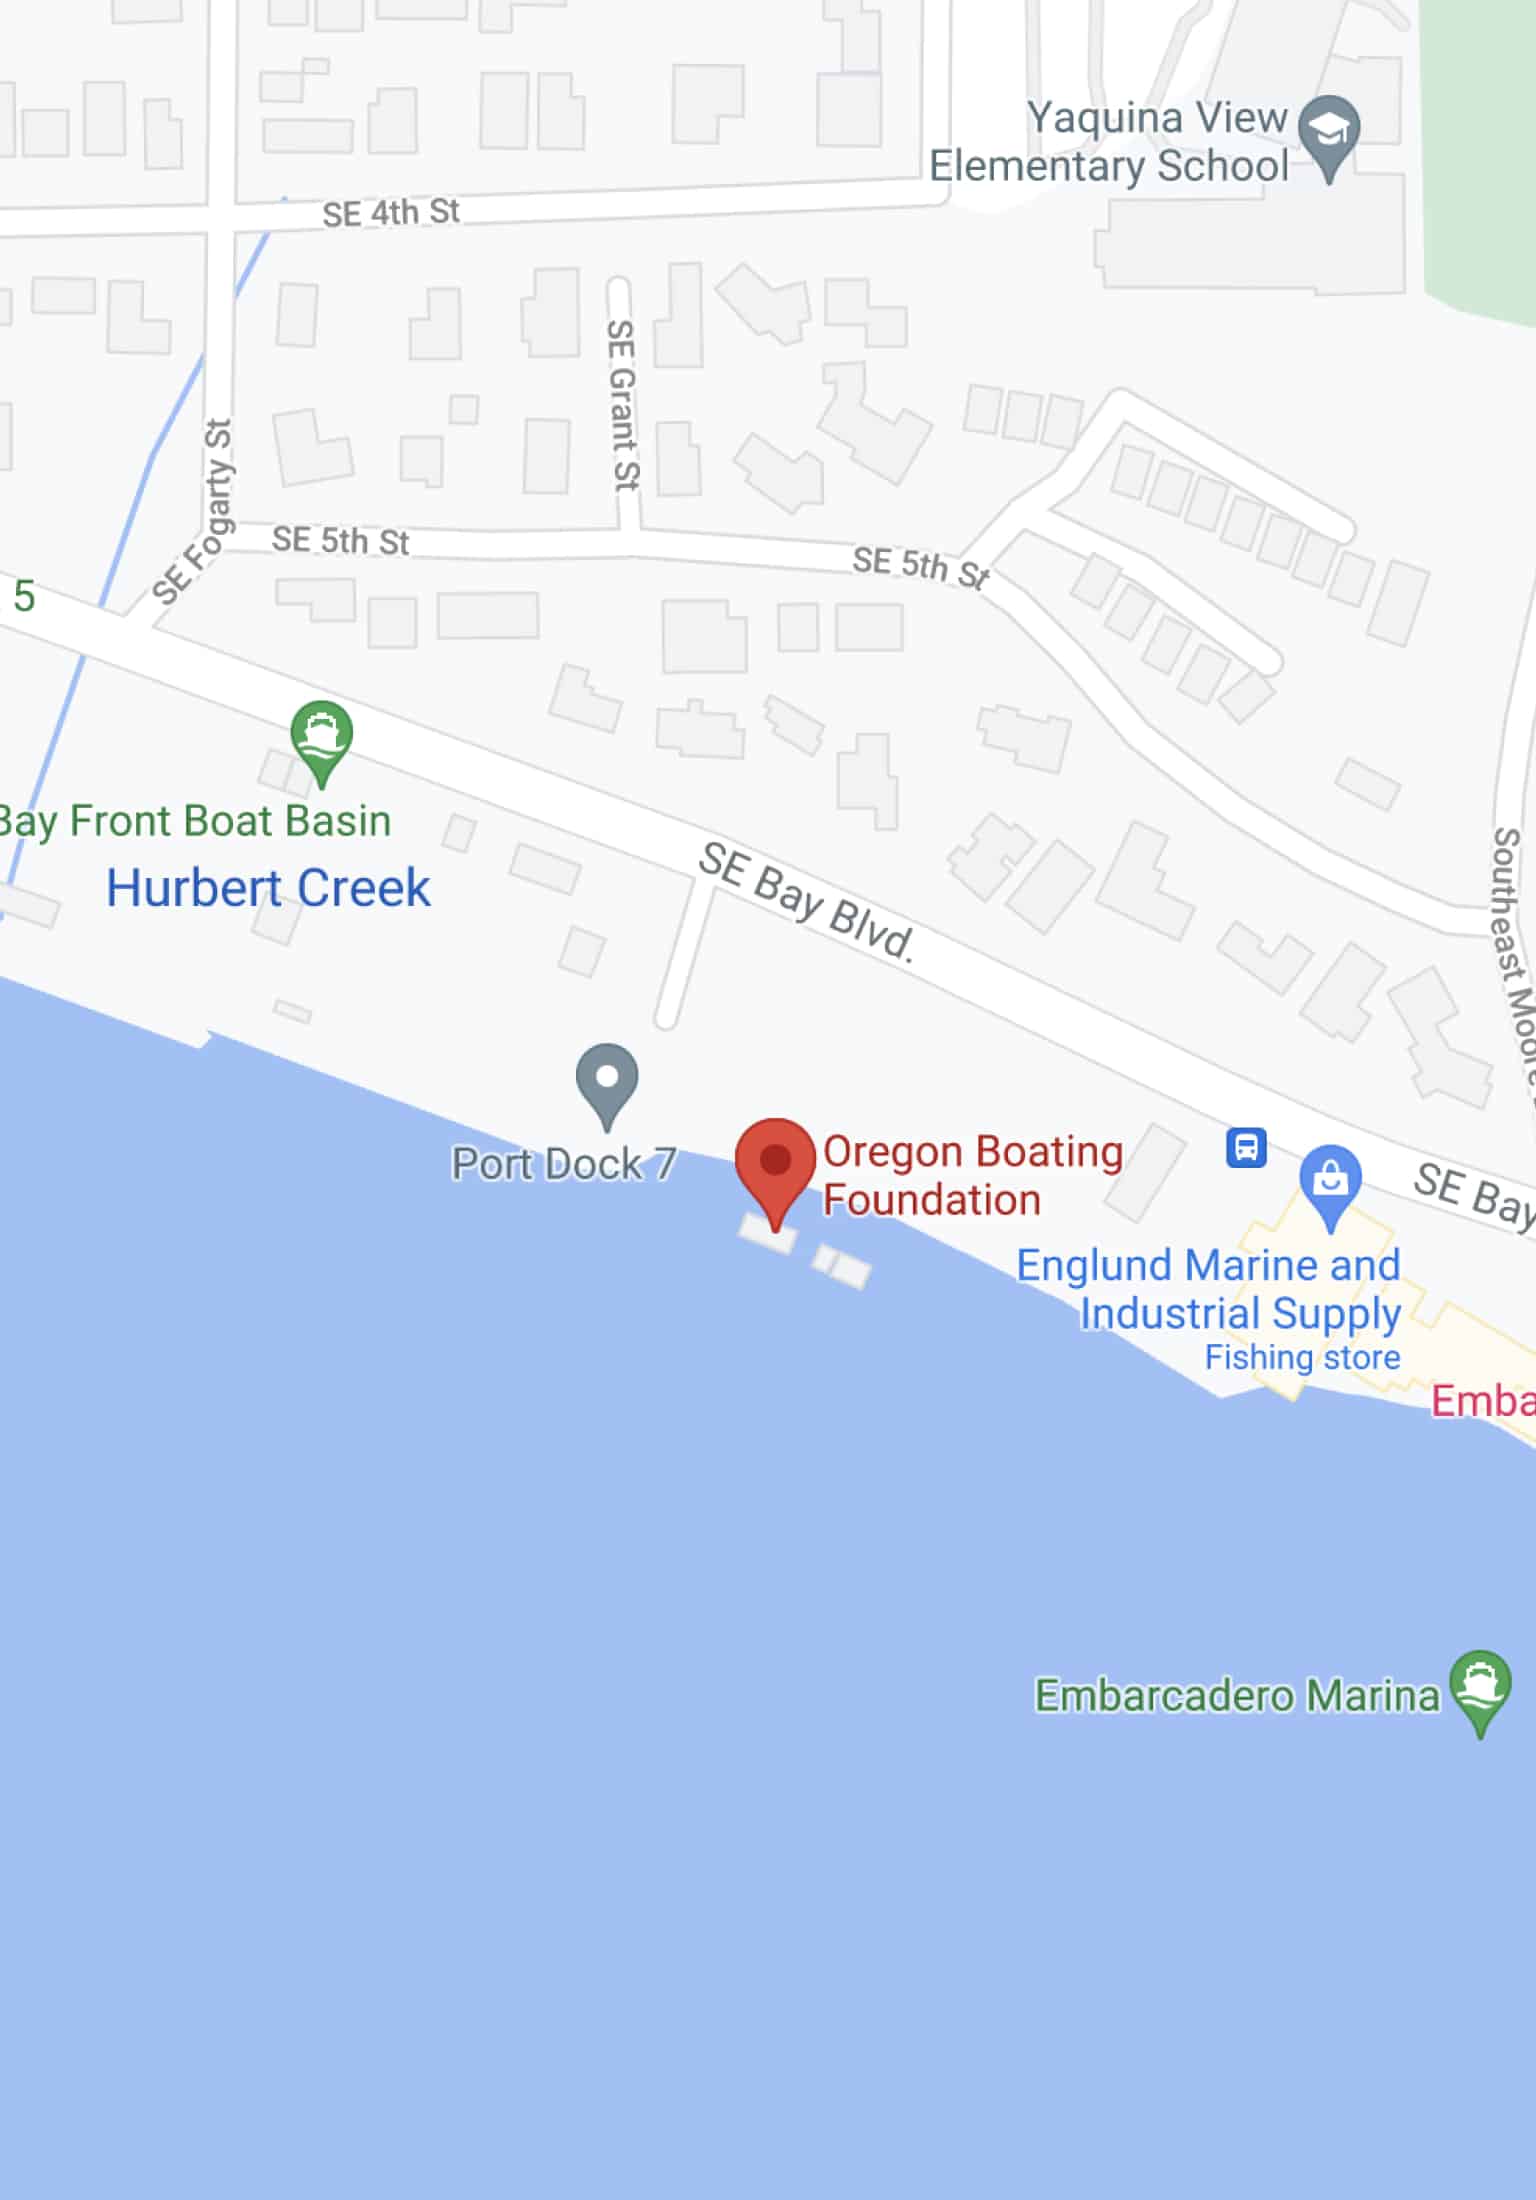 Yaquina View
Elementary School
SE 4th St
SE Grant St
SE Fogarty St
SE 5th St
SE 5th St
5
Bay Front Boat Basin
Hurbert Creek
SE Bay Blvd.
Southeast Moore
Port Dock 7
Oregon Boating
Foundation
SE Bay
Englund Marine and
Industrial Supply
Fishing store
Emba
Embarcadero Marina